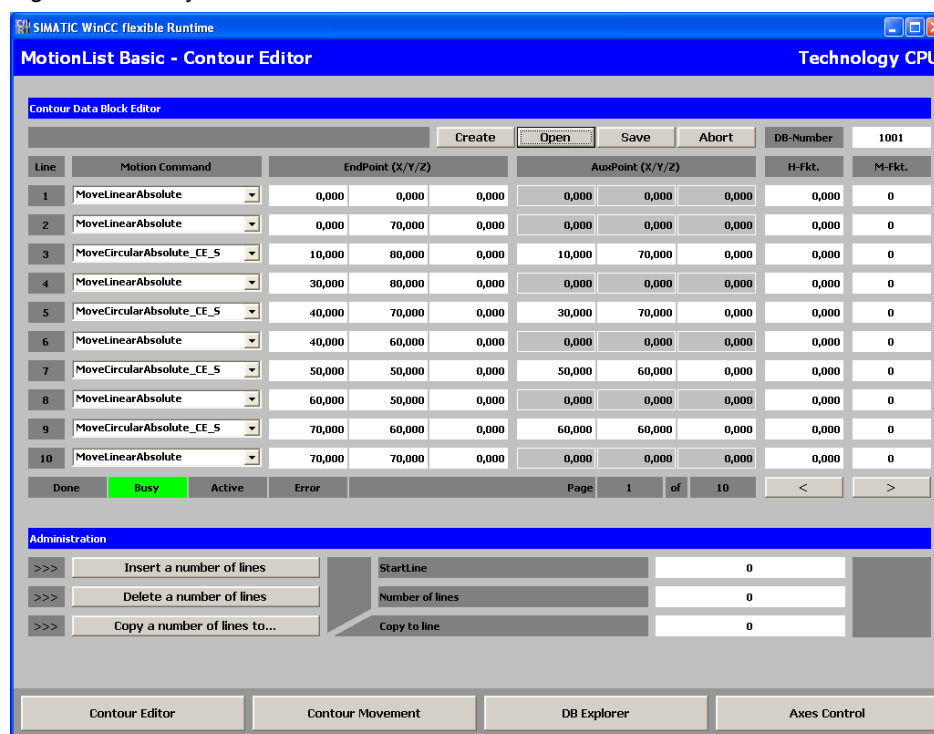 SIMATIC WinCC flexible Runtime
MotionList Basic - Contour Editor Technology CPU
Contour Data Block Editor
Create Open Save Abort DB-Number 1001
Line Motion Command EndPoint (X/Y/Z) AuxPoint (X/Y/Z) H-Fkt. M-Fkt.
1 MoveLinearAbsolute 0,000 0,000 0,000 0,000 0,000 0,000 0,000 0
2 MoveLinearAbsolute 0,000 70,000 0,000 0,000 0,000 0,000 0,000 0
3 MoveCircularAbsolute_CE_S 10,000 80,000 0,000 10,000 70,000 0,000 0,000 0
4 MoveLinearAbsolute 30,000 80,000 0,000 0,000 0,000 0,000 0,000 0
5 MoveCircularAbsolute_CE_S 40,000 70,000 0,000 30,000 70,000 0,000 0,000 0
6 MoveLinearAbsolute 40,000 60,000 0,000 0,000 0,000 0,000 0,000 0
7 MoveCircularAbsolute_CE_S 50,000 50,000 0,000 50,000 60,000 0,000 0,000 0
8 MoveLinearAbsolute 60,000 50,000 0,000 0,000 0,000 0,000 0,000 0
9 MoveCircularAbsolute_CE_S 70,000 60,000 0,000 60,000 60,000 0,000 0,000 0
10 MoveLinearAbsolute 70,000 70,000 0,000 0,000 0,000 0,000 0,000 0
Done Busy Active Error Page 1 of 10 < >
Administration
>>> Insert a number of lines StartLine 0
>>> Delete a number of lines Number of lines 0
>>> Copy a number of lines to... Copy to line 0
Contour Editor Contour Movement DB Explorer Axes Control